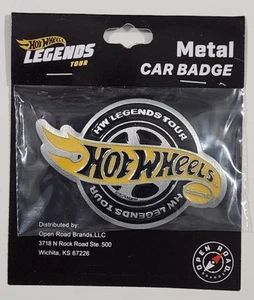 HOT WHEELS
LEGENDS
TOUR
Metal
CAR BADGE
HW LEGENDS TOUR
HOT WHEELS
HW LEGENDS TOUR
Distributed by:
Open Road Brands, LLC
3718 N Rock Road Ste. 500
Wichita, KS 67226
OPEN ROAD